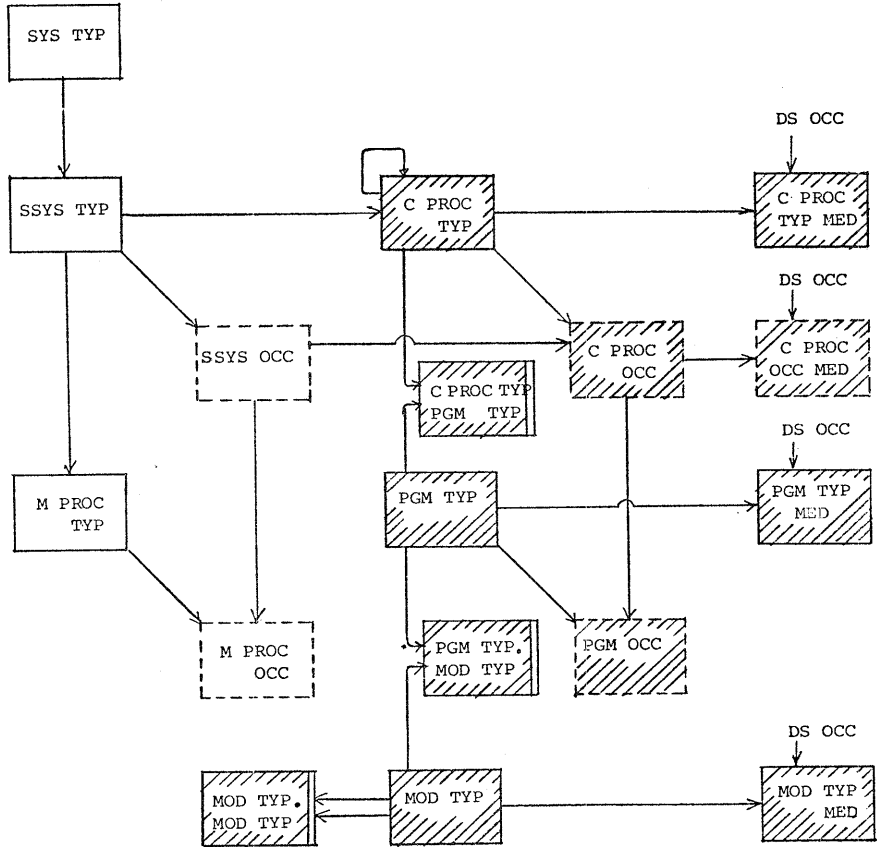 SYS TYP
DS OCC
SSYS TYP
C PROC
TYP
C PROC
TYP MED
DS OCC
SSYS OCC
C PROC
OCC
C PROC
OCC MED
C PROC TYP
PGM TYP
DS OCC
M PROC
TYP
PGM TYP
PGM TYP
MED
M PROC
OCC
PGM TYP.
MOD TYP
PGM OCC
DS OCC
MOD TYP.
MOD TYP
MOD TYP
MOD TYP
MED